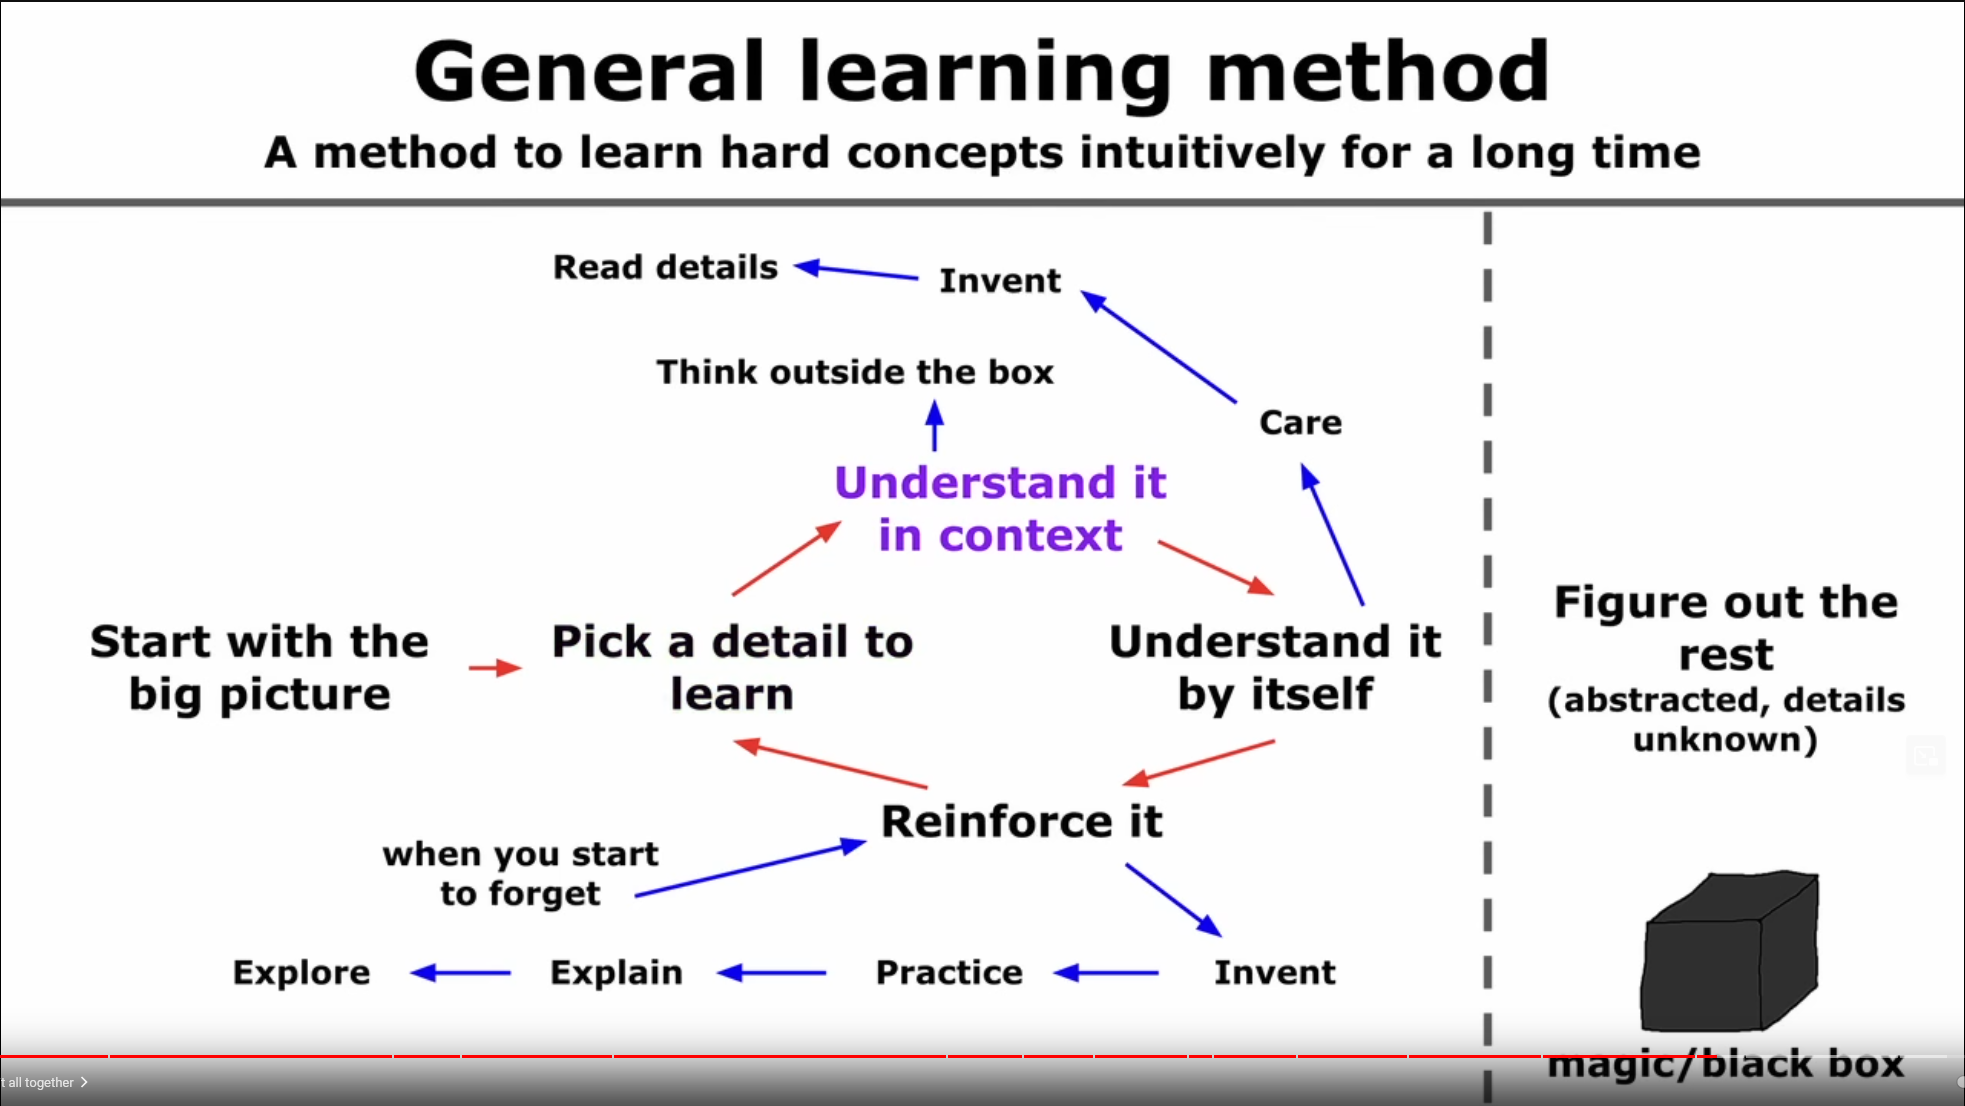 General learning method
A method to learn hard concepts intuitively for a long time
Read details
Invent
Think outside the box
Care
Understand it
in context
Start with the
big picture
Pick a detail to
learn
Understand it
by itself
Reinforce it
when you start
to forget
Explore
Explain
Practice
Invent
Figure out the
rest
(abstracted, details
unknown)
magic/black box
t all together